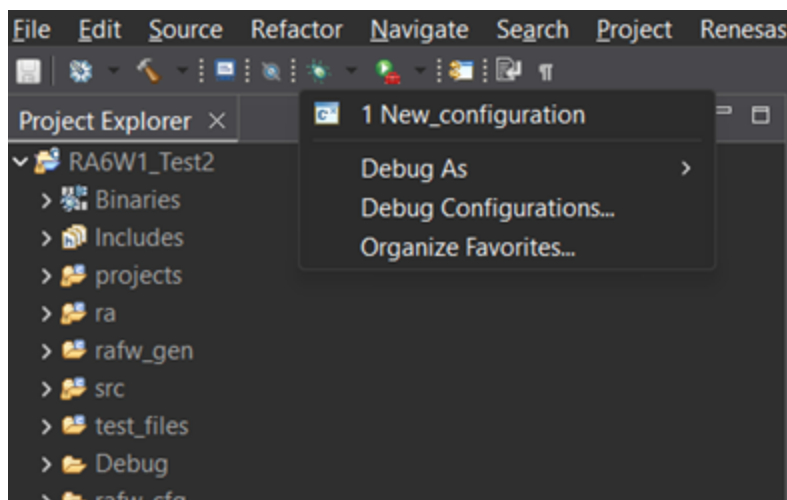 File Edit Source Refactor Navigate Search Project Renesas
Project Explorer
1 New_configuration
RA6W1_Test2
Debug As
Binaries
Debug Configurations...
Includes
Organize Favorites...
projects
ra
rafw_gen
src
test_files
Debug
rafw_cfg